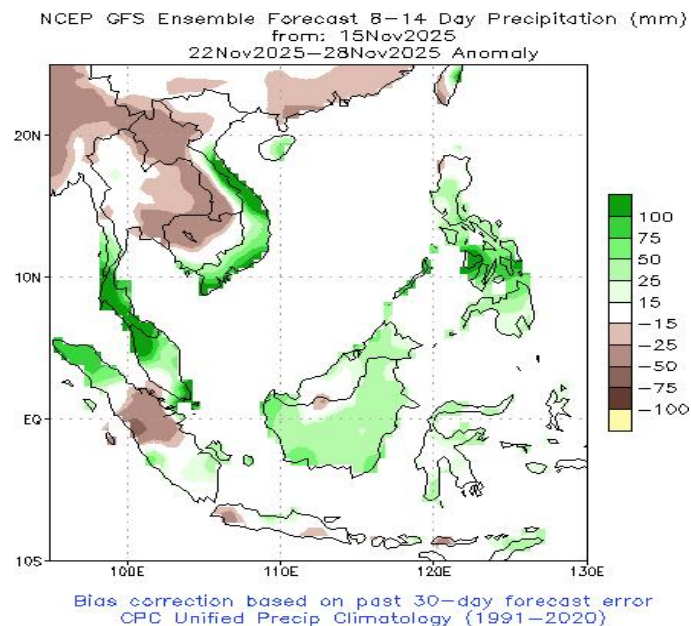 NCEP GFS Ensemble Forecast 8-14 Day Precipitation (mm)
from: 15Nov2025
22Nov2025-28Nov2025 Anomaly
20N
10N
EQ
10S
100E
110E
120E
130E
100
75
50
25
15
-15
-25
-50
-75
-100
Bias correction based on past 30-day forecast error
CPC Unified Precip Climatology (1991-2020)